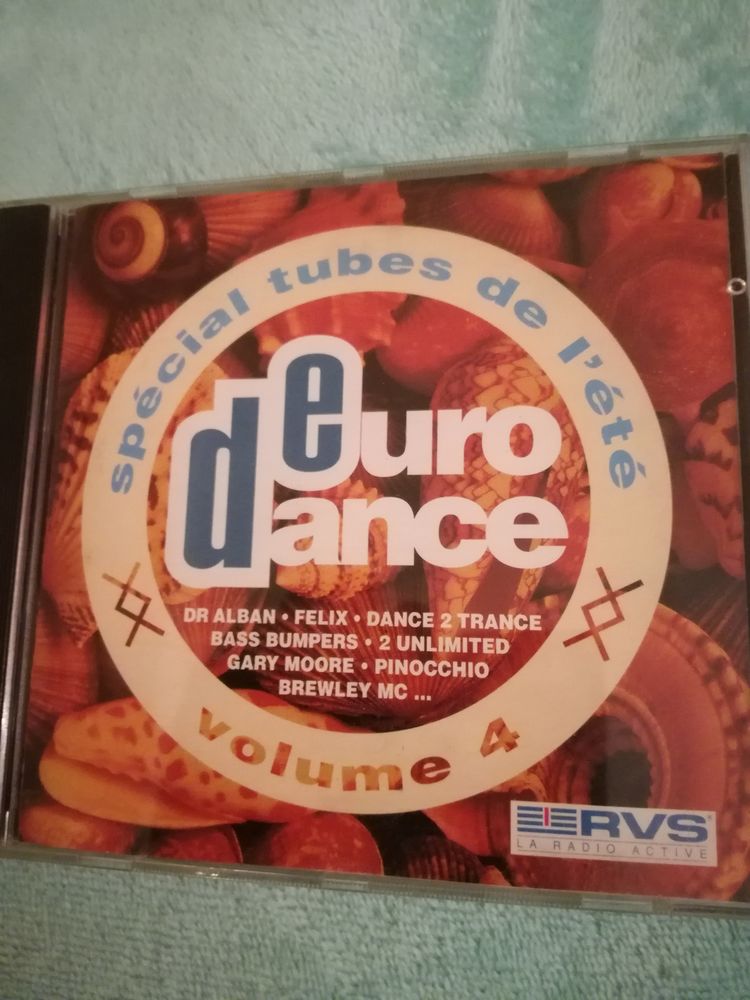 spécial tubes de l'été
euro
dance
DR ALBAN • FELIX • DANCE 2 TRANCE
BASS BUMPERS • 2 UNLIMITED
GARY MOORE • PINOCCHIO
BREWLEY MC ...
volume 4
RVS
LA RADIO ACTIVE